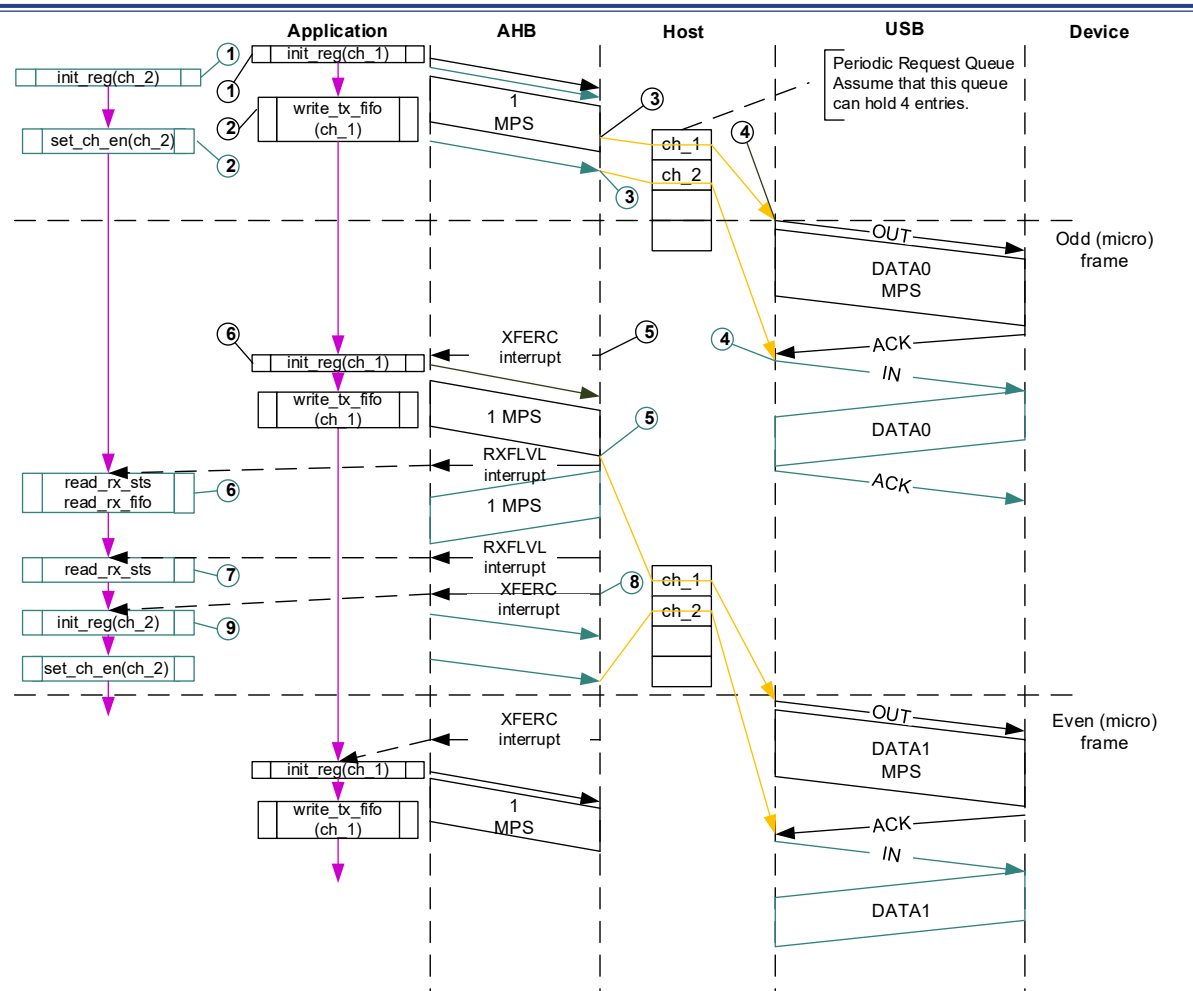 Application
AHB
Host
USB
Device
1
init_reg(ch_1)
init_reg(ch_2)
1
Periodic Request Queue
Assume that this queue
can hold 4 entries.
write_tx_fifo
(ch_1)
2
1
MPS
3
set_ch_en(ch_2)
2
ch_1
4
ch_2
3
OUT
Odd (micro)
frame
DATA0
MPS
6
XFERC
interrupt
5
4
ACK
init_reg(ch_1)
IN
write_tx_fifo
(ch_1)
1 MPS
5
DATA0
RXFLVL
interrupt
ACK
read_rx_sts
read_rx_fifo
6
1 MPS
RXFLVL
interrupt
read_rx_sts
7
XFERC
interrupt
8
ch_1
ch_2
init_reg(ch_2)
9
set_ch_en(ch_2)
OUT
Even (micro)
frame
XFERC
interrupt
DATA1
MPS
init_reg(ch_1)
write_tx_fifo
(ch_1)
1
MPS
ACK
IN
DATA1